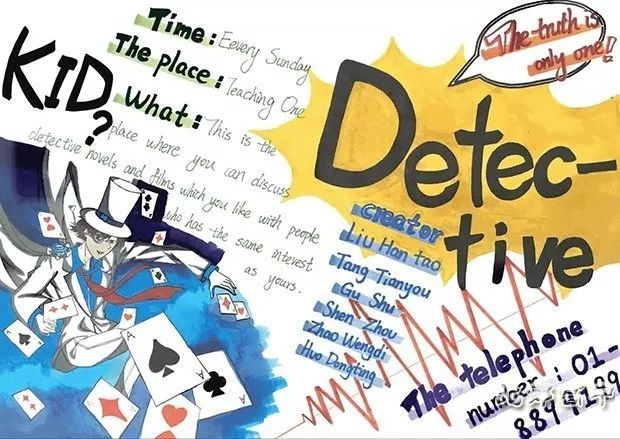 KID?
Time: Eevery Sunday
The place: Teaching One
What: This is the
place where you can discuss
detective novels and films which you like with people
who has the same interest
as yours.
The truth is
only one!!
Detec-
tive
creator
Liu Han tao
Tang Tianyou
Gu Shu
Shen Zhou
Zhao Wengdi
Huo Dongting
The telephone
number: 01-
889
A
A
A
A